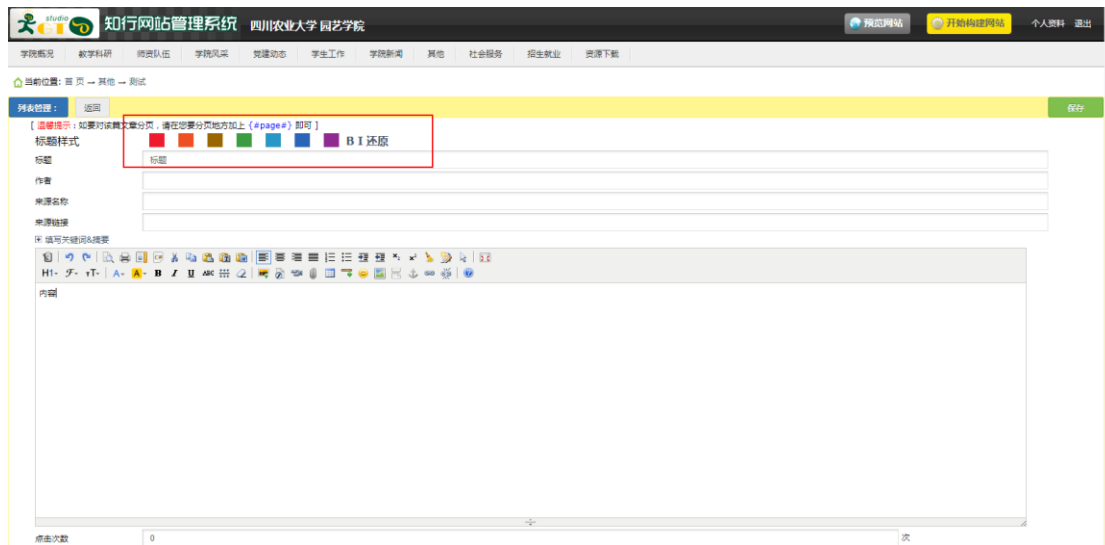 studio
知行网站管理系统 四川农业大学 园艺学院 预览网站 开始构建网站 个人资料 退出
学院概况 教学科研 师资队伍 学院风采 党建动态 学生工作 学院新闻 其他 社会服务 招生就业 资源下载
当前位置: 首 页 → 其他 → 测试
列表管理: 返回 保存
[ 温馨提示:如要对该篇文章分页,请在您要分页地方加上 {#page#} 即可 ]
标题样式 B I 还原
标题 标题
作者
来源名称
来源链接
填写关键词&摘要
H1- F- тT- A- A- B I U ABC
内容
点击次数 0 次